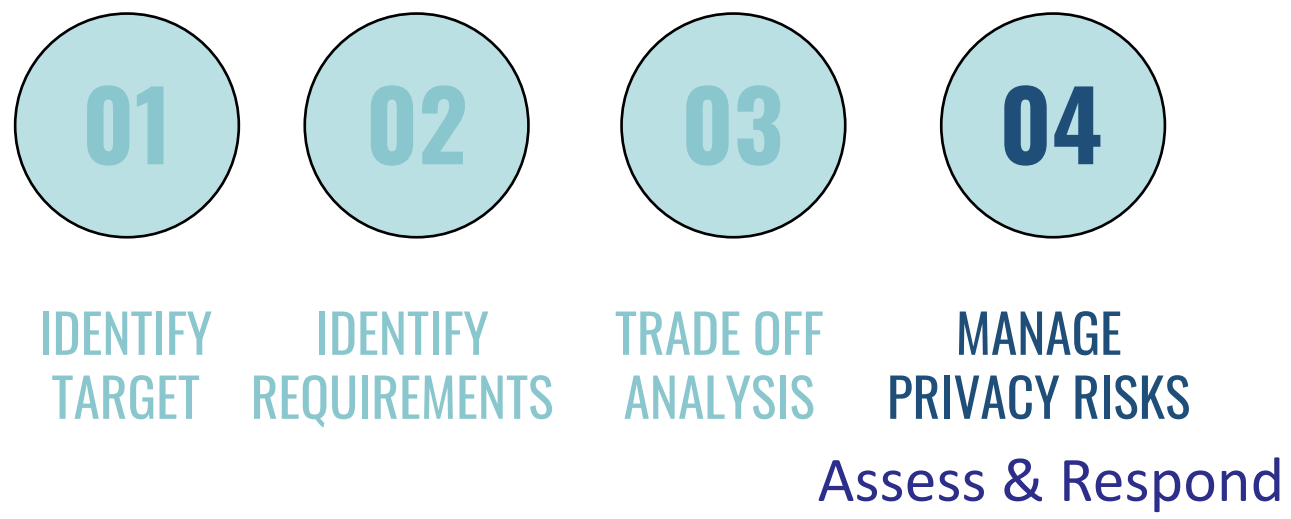 01
02
03
04
IDENTIFY
TARGET
IDENTIFY
REQUIREMENTS
TRADE OFF
ANALYSIS
MANAGE
PRIVACY RISKS
Assess & Respond